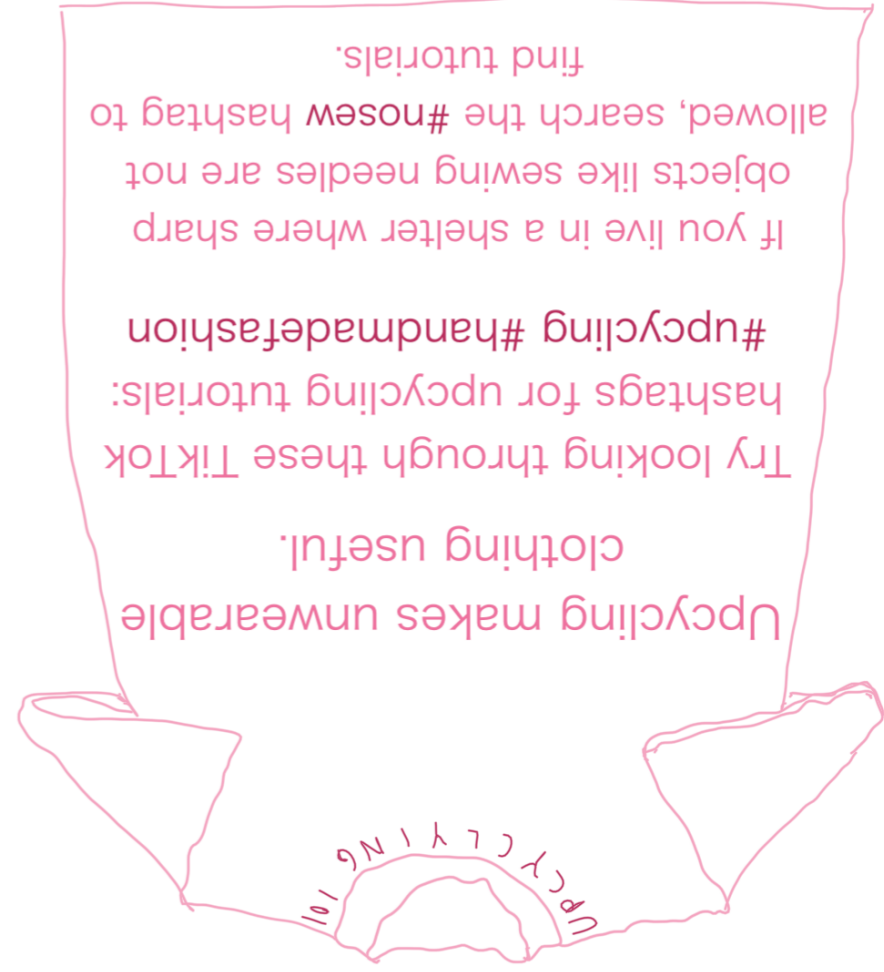 UPCYCLYING 101
Upcycling makes unwearable
clothing useful.
Try looking through these TikTok
hashtags for upcycling tutorials:
#upcycling #handmadefashion
If you live in a shelter where sharp
objects like sewing needles are not
allowed, search the #nosew hashtag to
find tutorials.